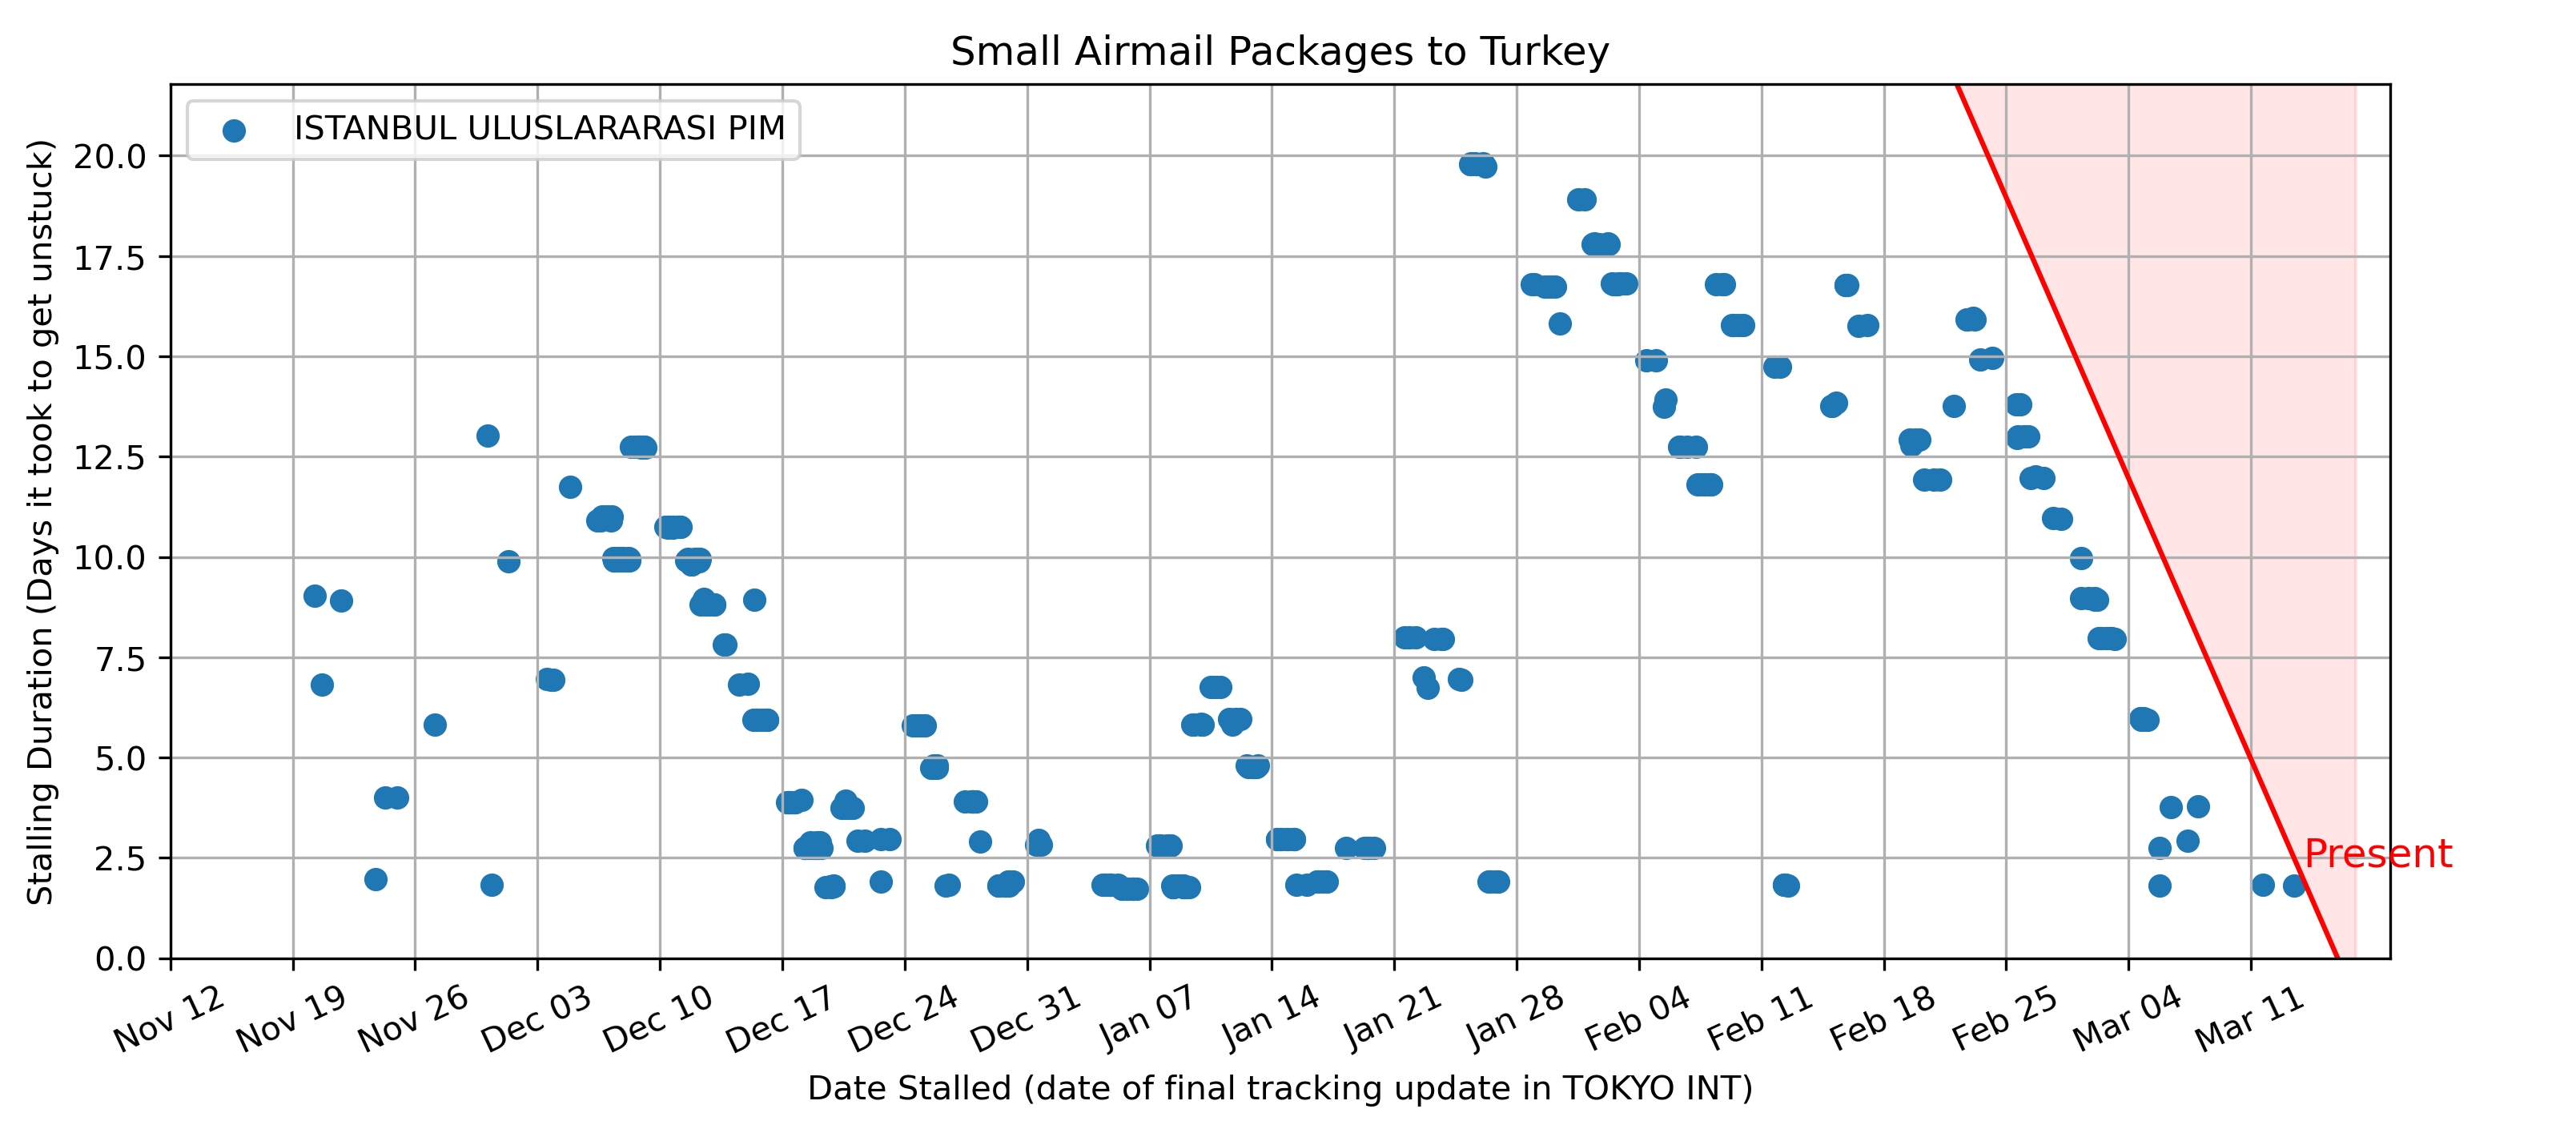 Small Airmail Packages to Turkey
ISTANBUL ULUSLARARASI PIM
Stalling Duration (Days it took to get unstuck)
20.0
17.5
15.0
12.5
10.0
7.5
5.0
2.5
0.0
Present
Nov 12
Nov 19
Nov 26
Dec 03
Dec 10
Dec 17
Dec 24
Dec 31
Jan 07
Jan 14
Jan 21
Jan 28
Feb 04
Feb 11
Feb 18
Feb 25
Mar 04
Mar 11
Date Stalled (date of final tracking update in TOKYO INT)